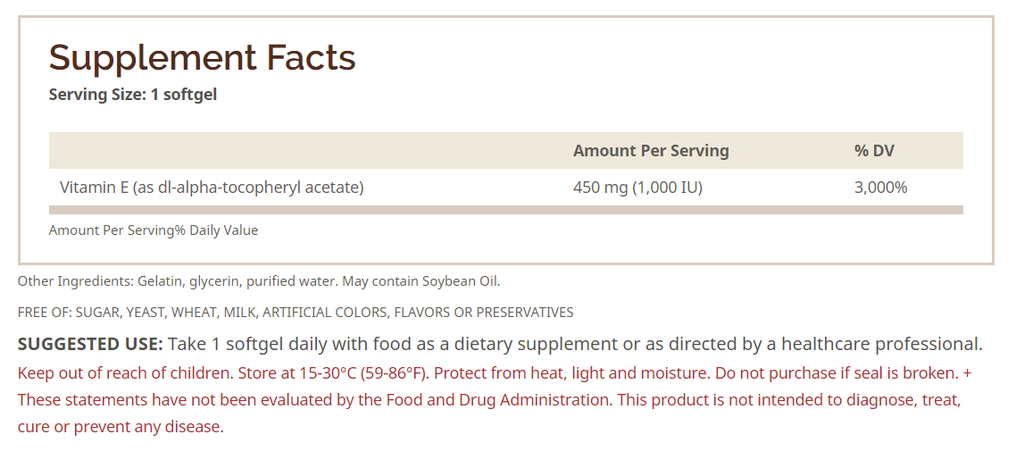 Supplement Facts
Serving Size: 1 softgel
Amount Per Serving % DV
Vitamin E (as dl-alpha-tocopheryl acetate) 450 mg (1,000 IU) 3,000%
Amount Per Serving% Daily Value
Other Ingredients: Gelatin, glycerin, purified water. May contain Soybean Oil.
FREE OF: SUGAR, YEAST, WHEAT, MILK, ARTIFICIAL COLORS, FLAVORS OR PRESERVATIVES
SUGGESTED USE: Take 1 softgel daily with food as a dietary supplement or as directed by a healthcare professional.
Keep out of reach of children. Store at 15-30°C (59-86°F). Protect from heat, light and moisture. Do not purchase if seal is broken. +
These statements have not been evaluated by the Food and Drug Administration. This product is not intended to diagnose, treat,
cure or prevent any disease.